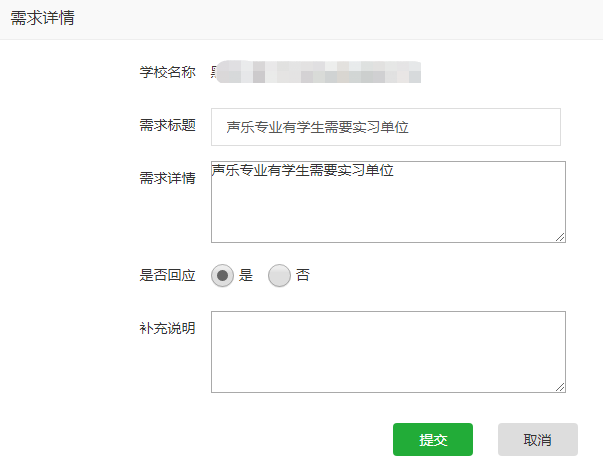 需求详情
学校名称
需求标题 声乐专业有学生需要实习单位
需求详情 声乐专业有学生需要实习单位
是否回应 是 否
补充说明
提交 取消